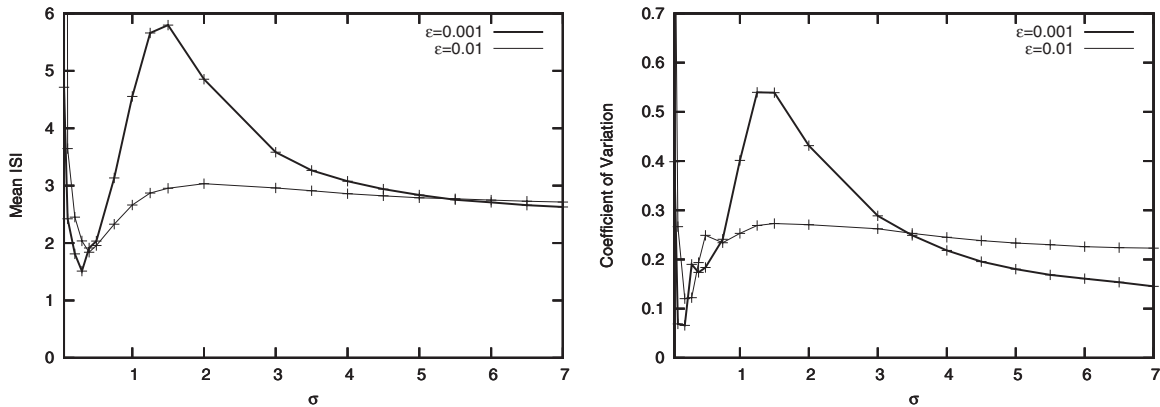 6
5
4
3
2
1
0
Mean ISI
ε=0.001
ε=0.01
1 2 3 4 5 6 7
σ
0.7
0.6
0.5
0.4
0.3
0.2
0.1
0
Coefficient of Variation
ε=0.001
ε=0.01
1 2 3 4 5 6 7
σ